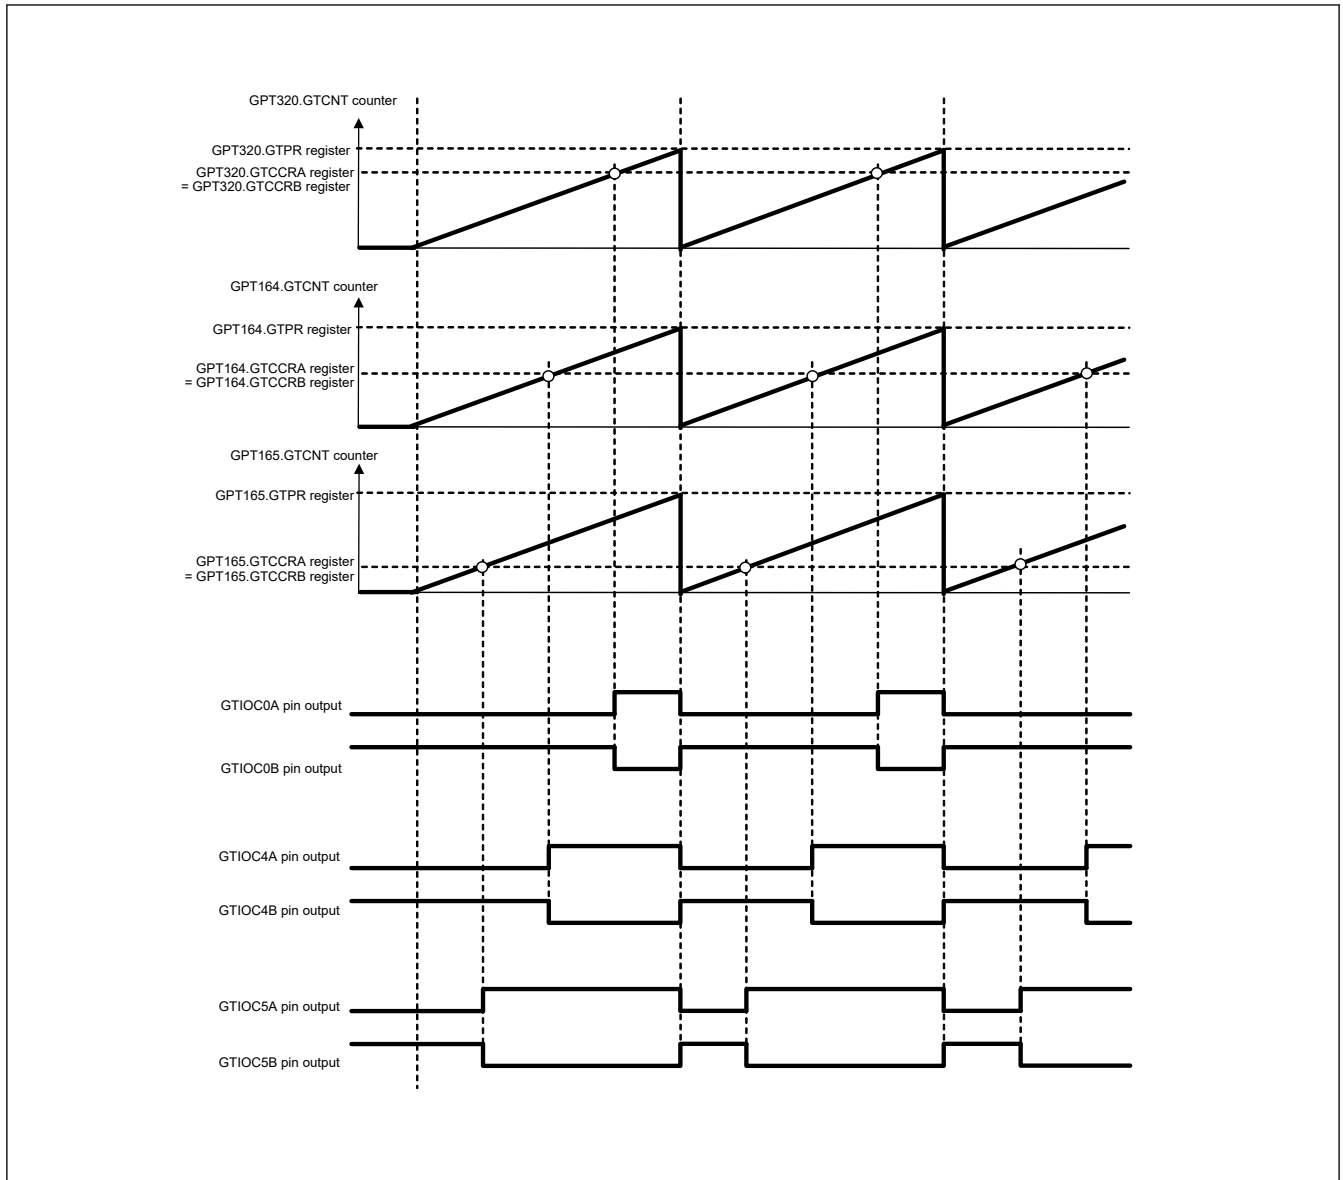 GPT320.GTCNT counter
GPT320.GTPR register
GPT320.GTCCRA register
= GPT320.GTCCRB register
GPT164.GTCNT counter
GPT164.GTPR register
GPT164.GTCCRA register
= GPT164.GTCCRB register
GPT165.GTCNT counter
GPT165.GTPR register
GPT165.GTCCRA register
= GPT165.GTCCRB register
GTIOC0A pin output
GTIOC0B pin output
GTIOC4A pin output
GTIOC4B pin output
GTIOC5A pin output
GTIOC5B pin output